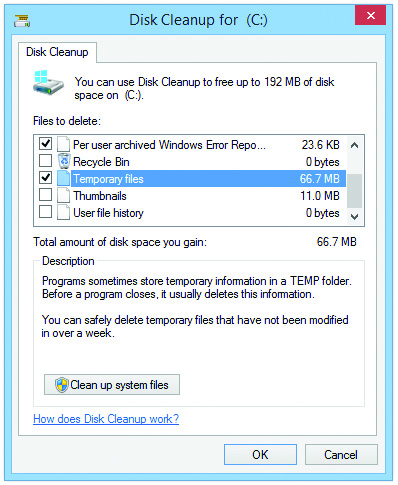 Disk Cleanup for (C:)
Disk Cleanup
You can use Disk Cleanup to free up to 192 MB of disk
space on (C:).
Files to delete:
Per user archived Windows Error Repo... 23.6 KB
Recycle Bin 0 bytes
Temporary files 66.7 MB
Thumbnails 11.0 MB
User file history 0 bytes
Total amount of disk space you gain: 66.7 MB
Description
Programs sometimes store temporary information in a TEMP folder.
Before a program closes, it usually deletes this information.
You can safely delete temporary files that have not been modified
in over a week.
Clean up system files
How does Disk Cleanup work?
OK Cancel